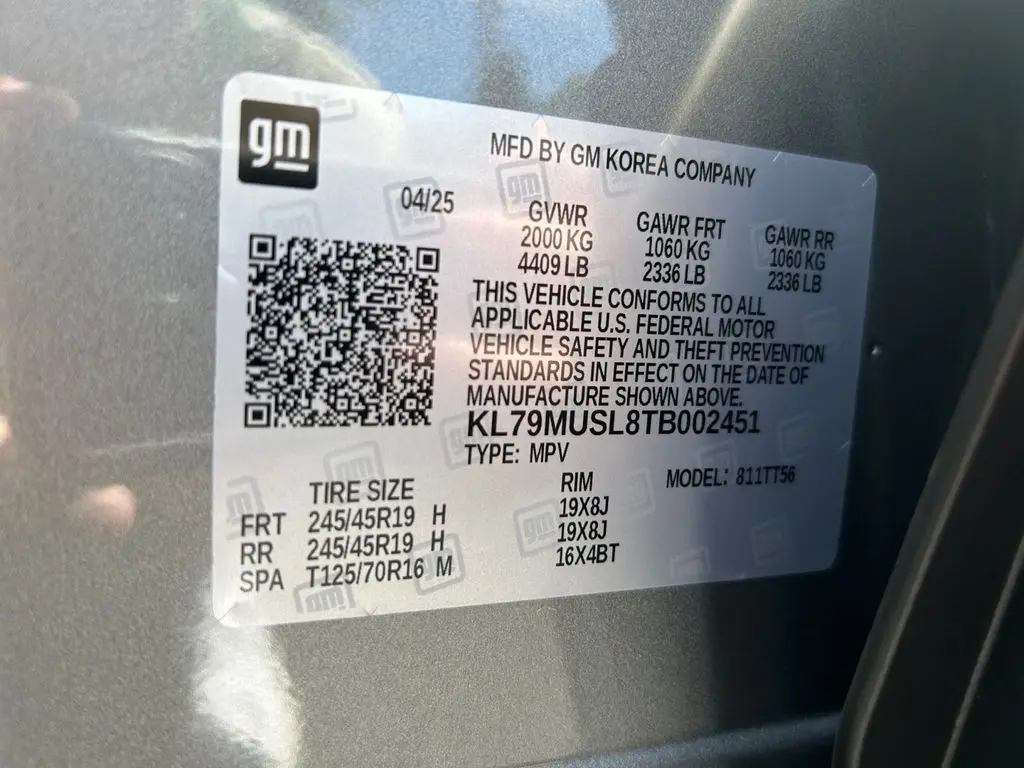 gm
MFD BY GM KOREA COMPANY
04/25
GVWR GAWR FRT GAWR RR
2000 KG 1060 KG 1060 KG
4409 LB 2336 LB 2336 LB
THIS VEHICLE CONFORMS TO ALL
APPLICABLE U.S. FEDERAL MOTOR
VEHICLE SAFETY AND THEFT PREVENTION
STANDARDS IN EFFECT ON THE DATE OF
MANUFACTURE SHOWN ABOVE.
KL79MUSL8TB002451
TYPE: MPV MODEL: 811TT56
TIRE SIZE RIM
FRT 245/45R19 H 19X8J
RR 245/45R19 H 19X8J
SPA T125/70R16 M 16X4BT